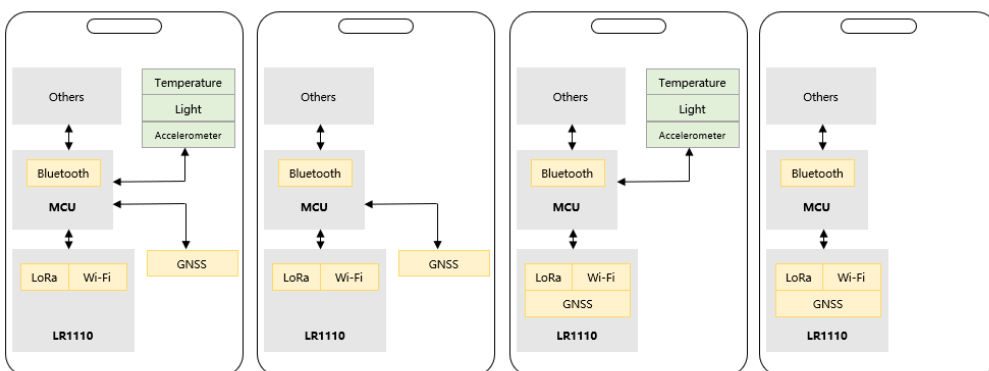 Others
Temperature
Light
Accelerometer
Bluetooth
MCU
GNSS
LoRa
Wi-Fi
LR1110
Others
Bluetooth
MCU
GNSS
LoRa
Wi-Fi
LR1110
Others
Temperature
Light
Accelerometer
Bluetooth
MCU
LoRa
Wi-Fi
GNSS
LR1110
Others
Bluetooth
MCU
LoRa
Wi-Fi
GNSS
LR1110